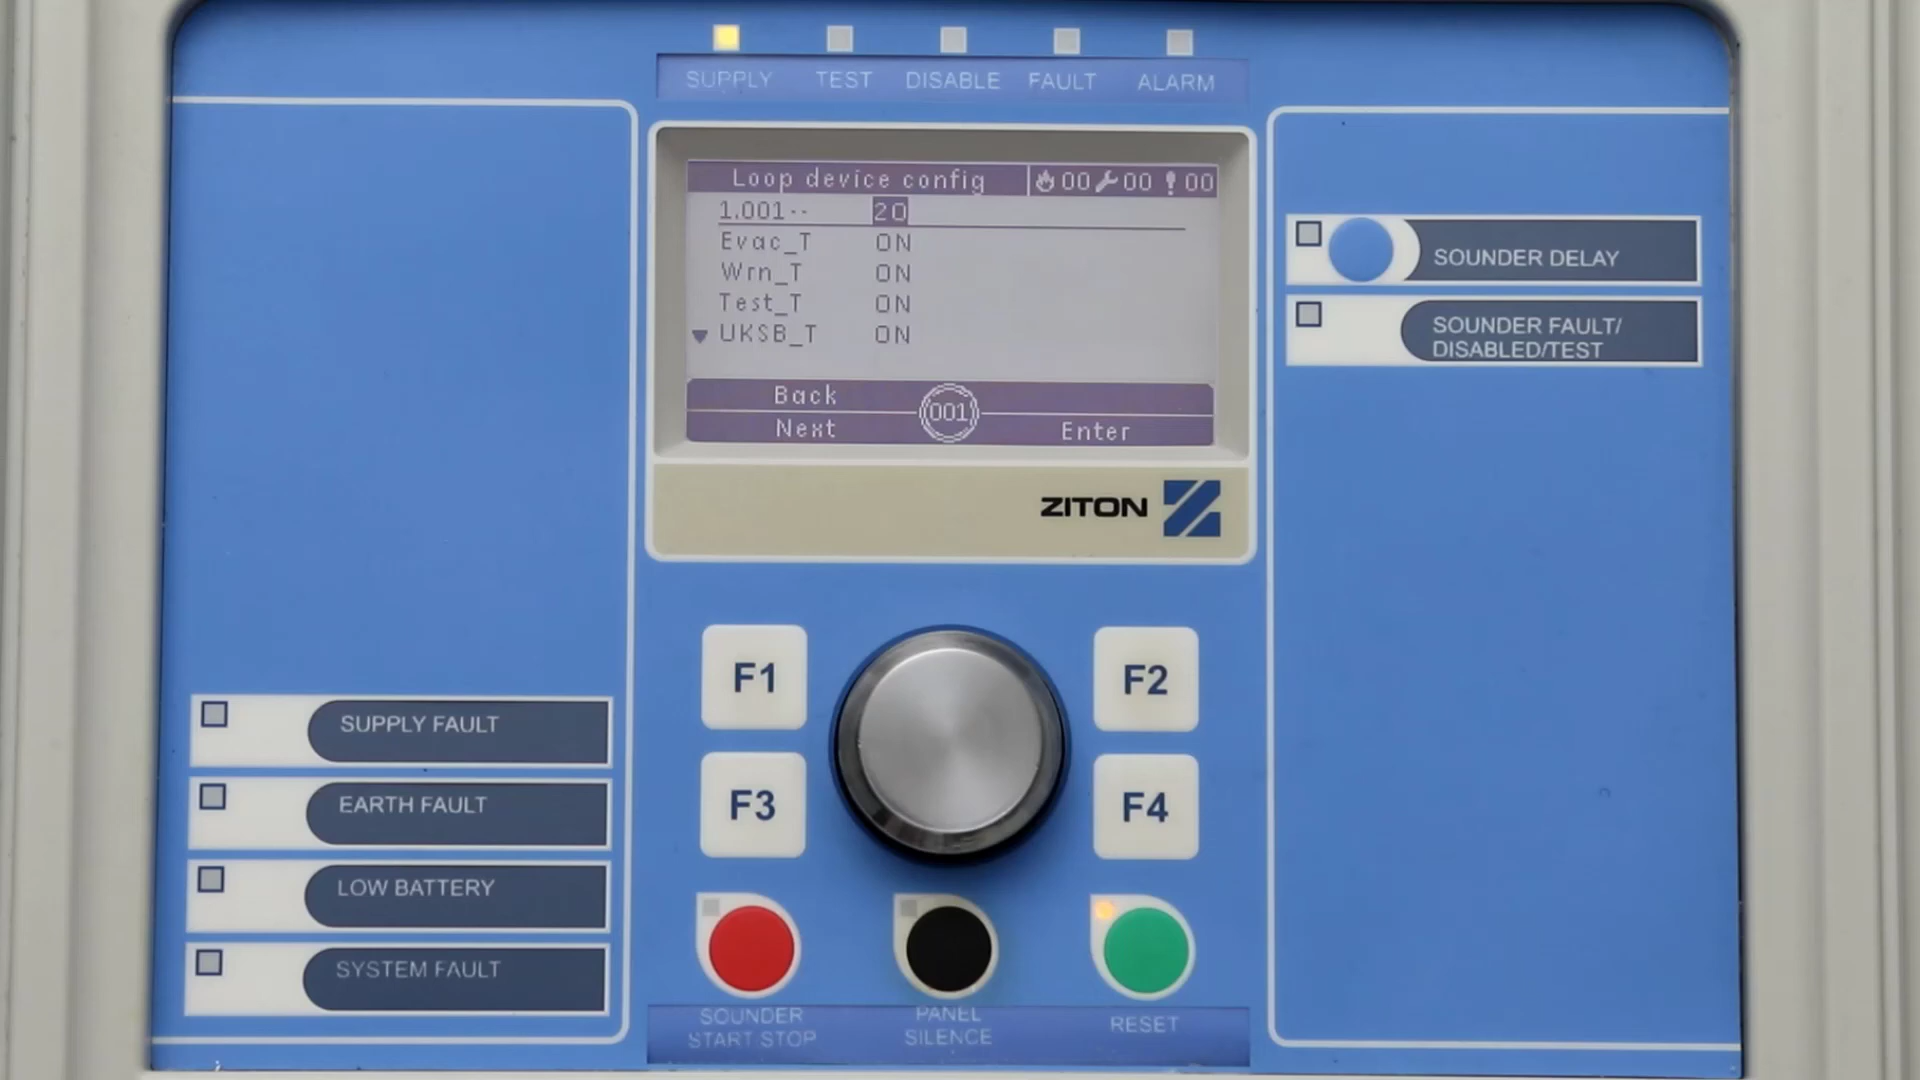 SUPPLY TEST DISABLE FAULT ALARM
Loop device config 00 00 00
1.001-- 20
Evac_T ON
Wrn_T ON
Test_T ON
UKSB_T ON
Back
001
Next Enter
ZITON
SOUNDER DELAY
SOUNDER FAULT/
DISABLED/TEST
F1 F2
F3 F4
SUPPLY FAULT
EARTH FAULT
LOW BATTERY
SYSTEM FAULT
SOUNDER
START STOP
PANEL
SILENCE
RESET